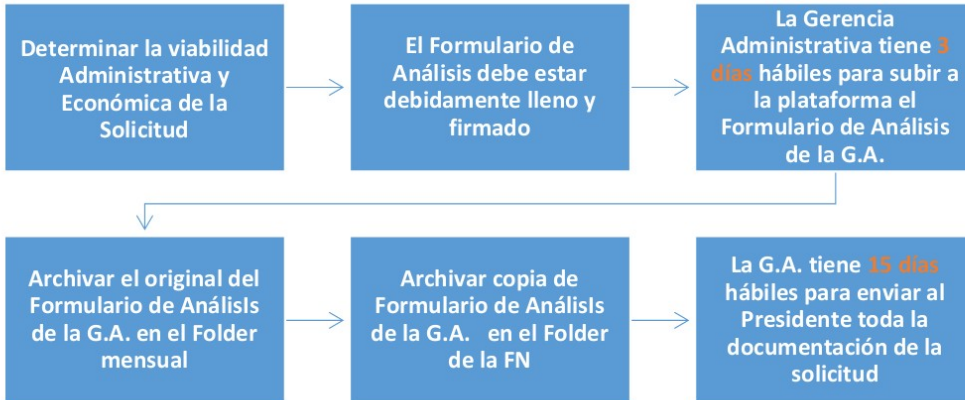 Determinar la viabilidad
Administrativa y
Económica de la
Solicitud
El Formulario de
Análisis debe estar
debidamente lleno y
firmado
La Gerencia
Administrativa tiene 3
días hábiles para subir a
la plataforma el
Formulario de Análisis
de la G.A.
Archivar el original del
Formulario de AnálisIs
de la G.A. en el Folder
mensual
Archivar copia de
Formulario de AnálisIs
de la G.A. en el Folder
de la FN
La G.A. tiene 15 días
hábiles para enviar al
Presidente toda la
documentación de la
solicitud